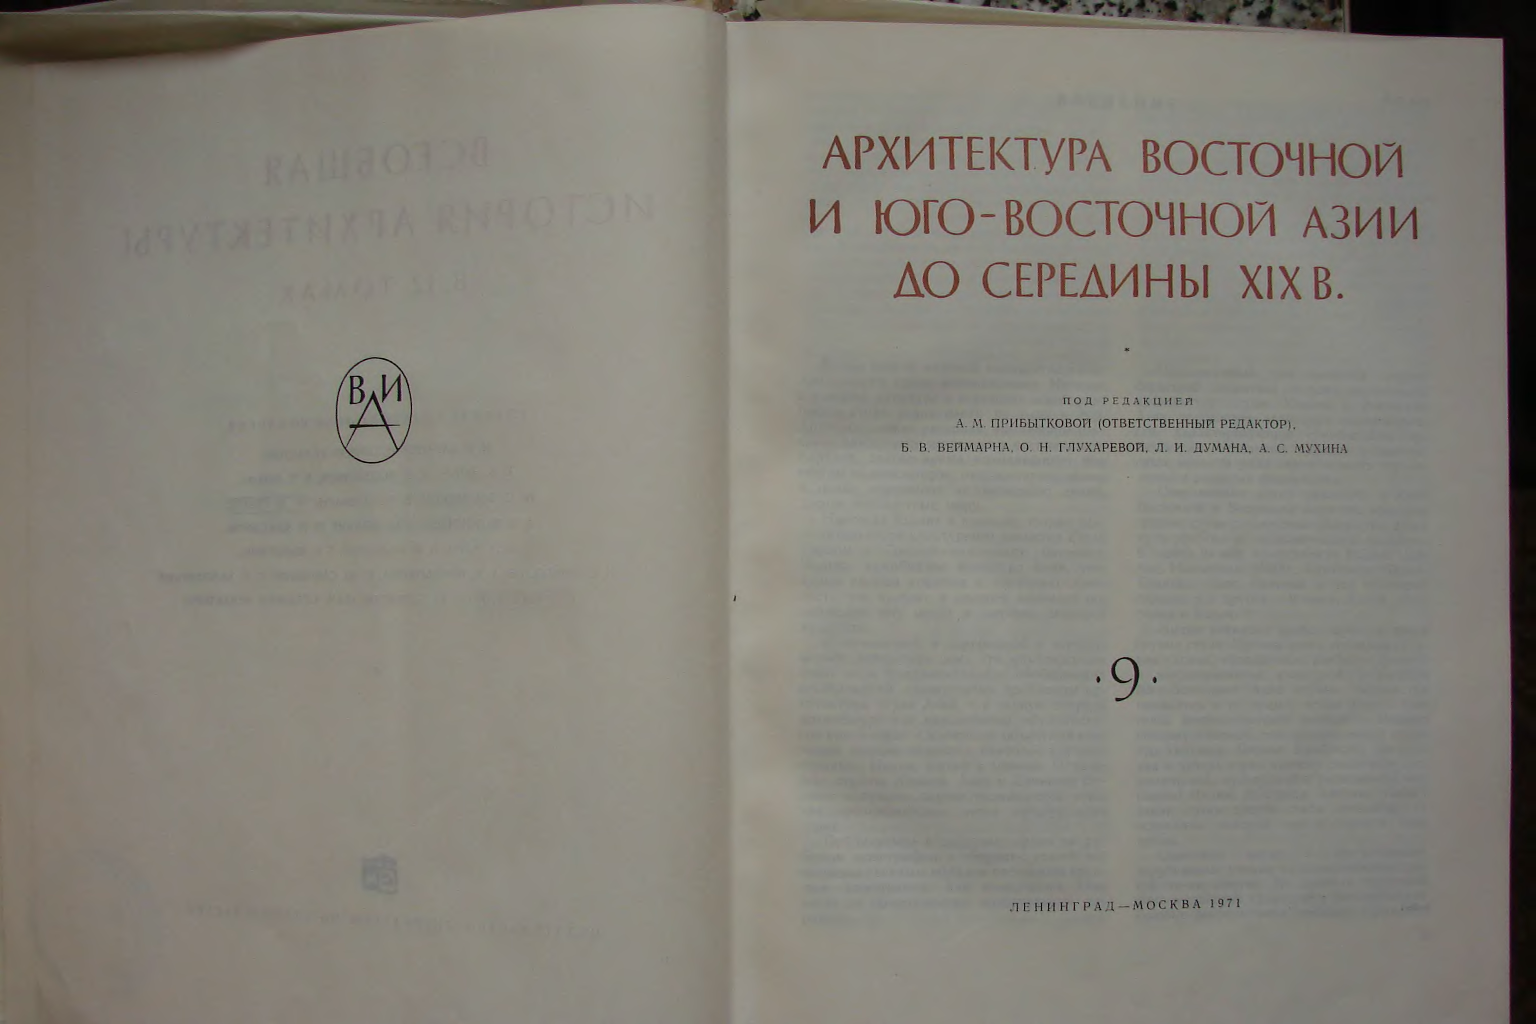 ВИА
АРХИТЕКТУРА ВОСТОЧНОЙ
И ЮГО-ВОСТОЧНОЙ АЗИИ
ДО СЕРЕДИНЫ XIX В.
*
ПОД РЕДАКЦИЕЙ
А. М. ПРИБЫТКОВОЙ (ОТВЕТСТВЕННЫЙ РЕДАКТОР),
Б. В. ВЕЙМАРНА, О. Н. ГЛУХАРЕВОЙ, Л. И. ДУМАНА, А. С. МУХИНА
·9·
ЛЕНИНГРАД—МОСКВА 1971